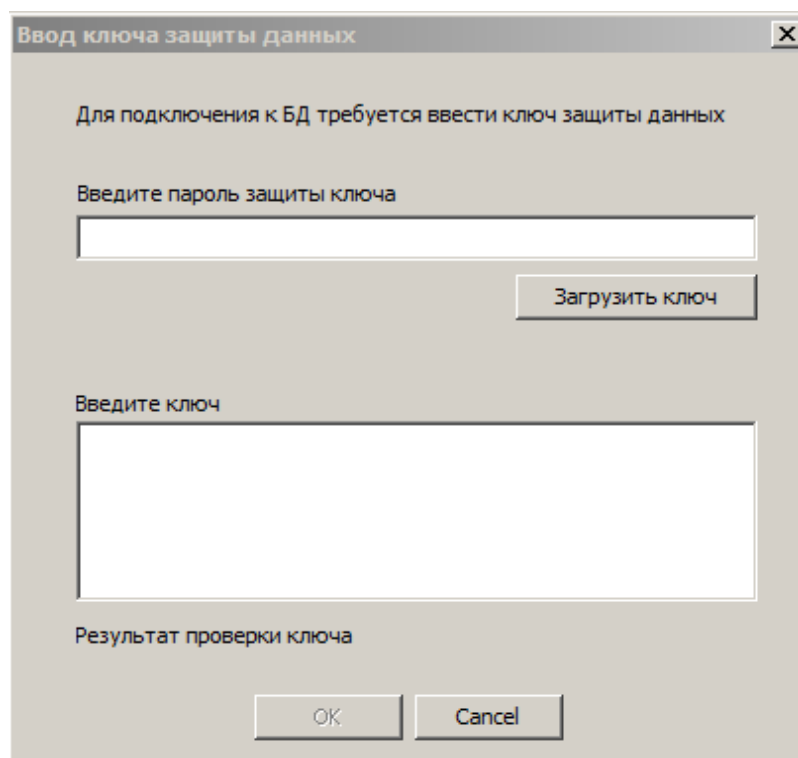 Ввод ключа защиты данных
Для подключения к БД требуется ввести ключ защиты данных
Введите пароль защиты ключа
Загрузить ключ
Введите ключ
Результат проверки ключа
OK
Cancel